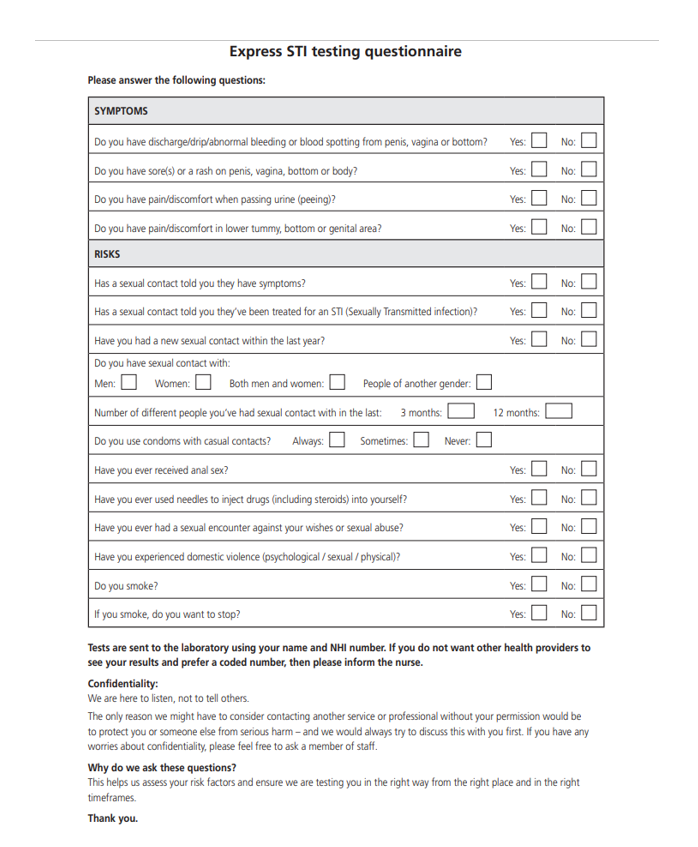 Express STI testing questionnaire
Please answer the following questions:
SYMPTOMS
Do you have discharge/drip/abnormal bleeding or blood spotting from penis, vagina or bottom? Yes: No:
Do you have sore(s) or a rash on penis, vagina, bottom or body? Yes: No:
Do you have pain/discomfort when passing urine (peeing)? Yes: No:
Do you have pain/discomfort in lower tummy, bottom or genital area? Yes: No:
RISKS
Has a sexual contact told you they have symptoms? Yes: No:
Has a sexual contact told you they've been treated for an STI (Sexually Transmitted infection)? Yes: No:
Have you had a new sexual contact within the last year? Yes: No:
Do you have sexual contact with:
Men: Women: Both men and women: People of another gender:
Number of different people you've had sexual contact with in the last: 3 months: 12 months:
Do you use condoms with casual contacts? Always: Sometimes: Never:
Have you ever received anal sex? Yes: No:
Have you ever used needles to inject drugs (including steroids) into yourself? Yes: No:
Have you ever had a sexual encounter against your wishes or sexual abuse? Yes: No:
Have you experienced domestic violence (psychological / sexual / physical)? Yes: No:
Do you smoke? Yes: No:
If you smoke, do you want to stop? Yes: No:
Tests are sent to the laboratory using your name and NHI number. If you do not want other health providers to
see your results and prefer a coded number, then please inform the nurse.
Confidentiality:
We are here to listen, not to tell others.
The only reason we might have to consider contacting another service or professional without your permission would be
to protect you or someone else from serious harm – and we would always try to discuss this with you first. If you have any
worries about confidentiality, please feel free to ask a member of staff.
Why do we ask these questions?
This helps us assess your risk factors and ensure we are testing you in the right way from the right place and in the right
timeframes.
Thank you.